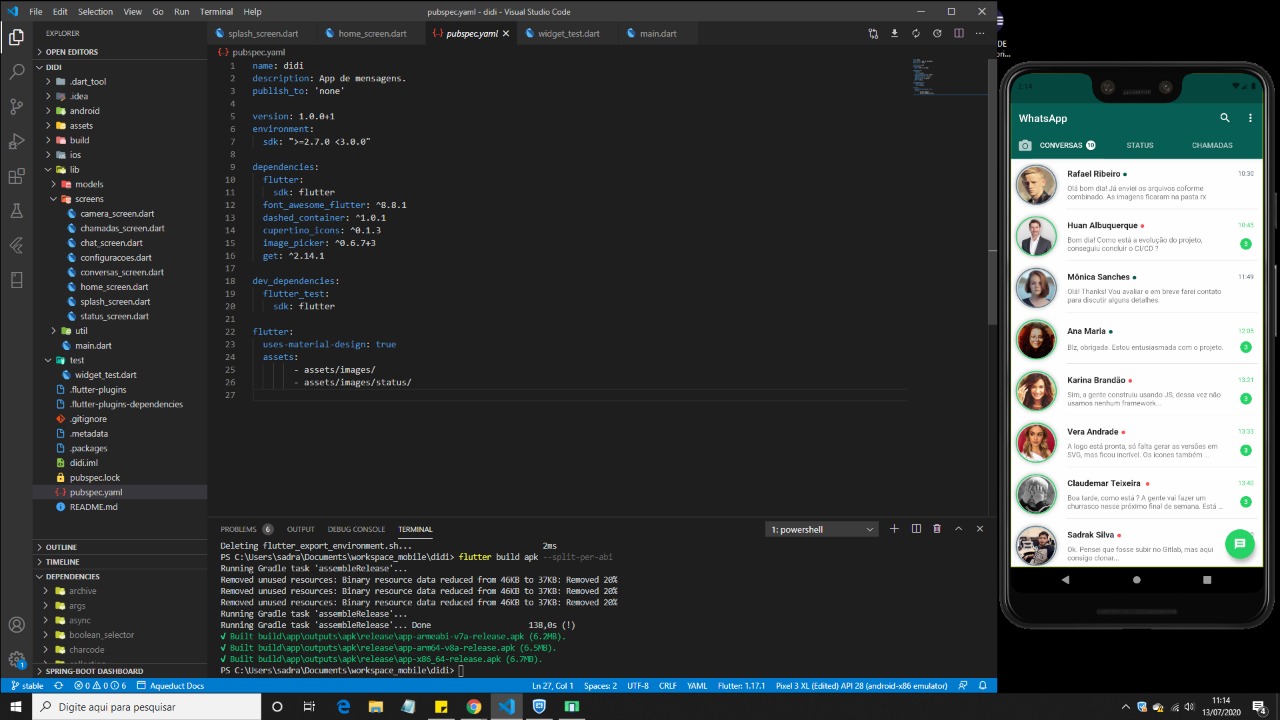 File Edit Selection View Go Run Terminal Help
pubspec.yaml - didi - Visual Studio Code
EXPLORER
OPEN EDITORS
DIDI
.dart_tool
.idea
android
assets
build
ios
lib
models
screens
camera_screen.dart
chamadas_screen.dart
chat_screen.dart
configuracoes.dart
conversas_screen.dart
home_screen.dart
splash_screen.dart
status_screen.dart
util
main.dart
test
widget_test.dart
.flutter-plugins
.flutter-plugins-dependencies
.gitignore
.metadata
.packages
didi.iml
pubspec.lock
pubspec.yaml
README.md
OUTLINE
TIMELINE
DEPENDENCIES
archive
args
async
boolean_selector
charcode
SPRING-BOOT DASHBOARD
splash_screen.dart home_screen.dart pubspec.yaml widget_test.dart main.dart
pubspec.yaml
1 name: didi
2 description: App de mensagens.
3 publish_to: 'none'
4
5 version: 1.0.0+1
6 environment:
7 sdk: ">=2.7.0 <3.0.0"
8
9 dependencies:
10 flutter:
11 sdk: flutter
12 font_awesome_flutter: ^8.8.1
13 dashed_container: ^1.0.1
14 cupertino_icons: ^0.1.3
15 image_picker: ^0.6.7+3
16 get: ^2.14.1
17
18 dev_dependencies:
19 flutter_test:
20 sdk: flutter
21
22 flutter:
23 uses-material-design: true
24 assets:
25 - assets/images/
26 - assets/images/status/
27
PROBLEMS 6 OUTPUT DEBUG CONSOLE TERMINAL 1: powershell
Deleting flutter_export_environment.sh... 2ms
PS C:\Users\sadra\Documents\workspace_mobile\didi> flutter build apk --split-per-abi
Running Gradle task 'assembleRelease'...
Removed unused resources: Binary resource data reduced from 46KB to 37KB: Removed 20%
Removed unused resources: Binary resource data reduced from 46KB to 37KB: Removed 20%
Removed unused resources: Binary resource data reduced from 46KB to 37KB: Removed 20%
Running Gradle task 'assembleRelease'...
Running Gradle task 'assembleRelease'... Done 138,0s (!)
√ Built build\app\outputs\apk\release\app-armeabi-v7a-release.apk (6.2MB).
√ Built build\app\outputs\apk\release\app-arm64-v8a-release.apk (6.5MB).
√ Built build\app\outputs\apk\release\app-x86_64-release.apk (6.7MB).
PS C:\Users\sadra\Documents\workspace_mobile\didi>
stable 0 0 6 Aqueduct Docs Ln 27, Col 1 Spaces: 2 UTF-8 CRLF YAML Flutter: 1.17.1 Pixel 3 XL (Edited) API 28 (android-x86 emulator)
DE
on...
WhatsApp
CONVERSAS 10 STATUS CHAMADAS
Rafael Ribeiro 10:30
Olá bom dia! Já enviei os arquivos coforme
combinado. As imagens ficaram na pasta rx
Huan Albuquerque 10:45
Bom dia! Como está a evolução do projeto,
conseguiu concluir o CI/CD ? 3
Mônica Sanches 11:49
Olá! Thanks! Vou avaliar e em breve farei contato
para discutir alguns detalhes.
Ana Maria 12:05
Blz, obrigada. Estou entusiasmada com o projeto. 3
Karina Brandão 13:21
Sim, a gente construiu usando JS, dessa vez não
usamos nenhum framework... 3
Vera Andrade 13:33
A logo está pronta, só falta gerar as versões em
SVG, mas ficou incrível. Os ícones também ... 3
Claudemar Teixeira 13:40
Boa tarde, como está ? A gente vai fazer um
churrasco nesse próximo final de semana. Está ... 3
Sadrak Silva
Ok. Pensei que fosse subir no Gitlab, mas aqui
consigo clonar...
Digite aqui para pesquisar
11:14
13/07/2020